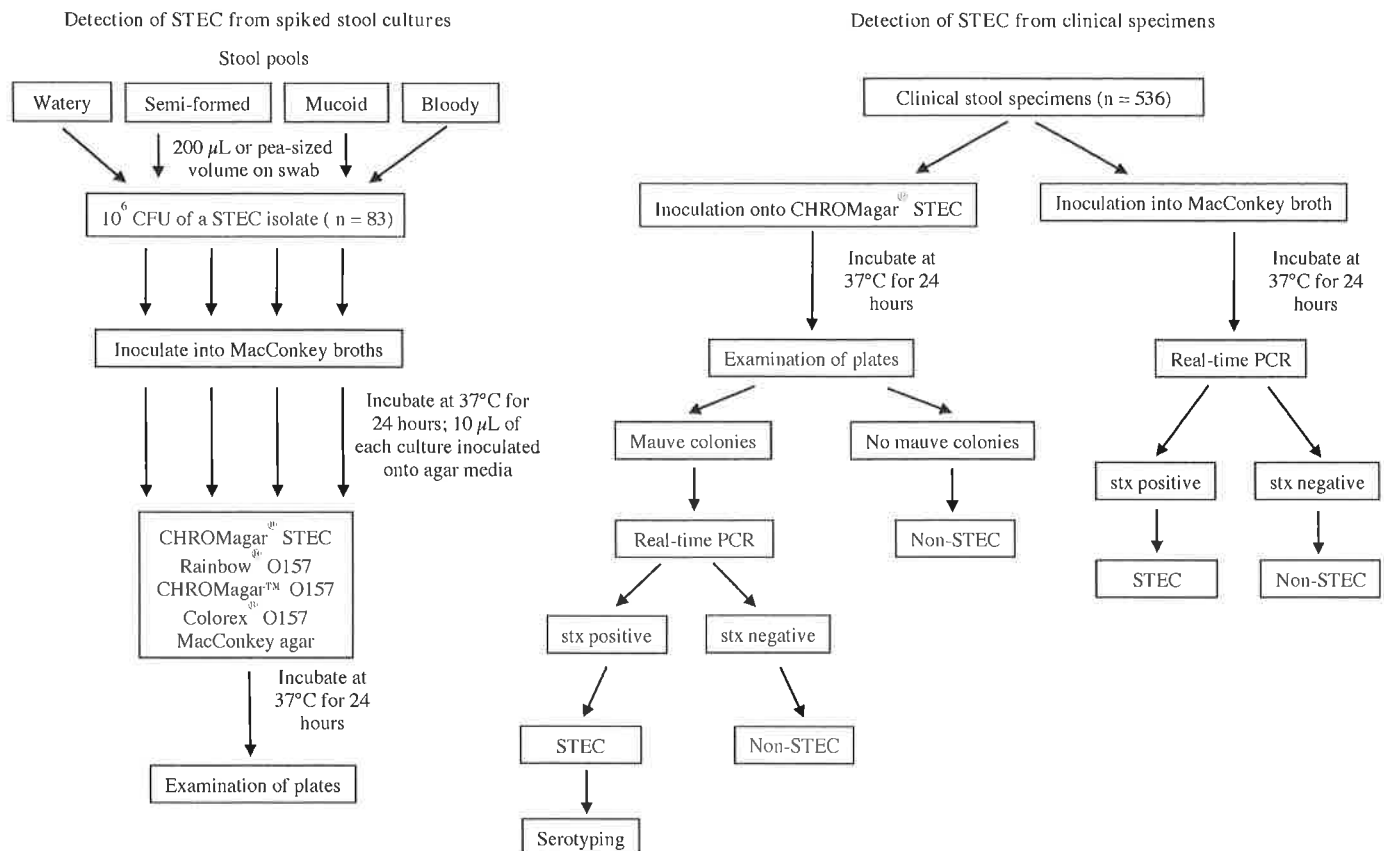 Detection of STEC from spiked stool cultures
Stool pools
Watery
Semi-formed
Mucoid
Bloody
200 µL or pea-sized
volume on swab
10⁶ CFU of a STEC isolate ( n = 83)
Inoculate into MacConkey broths
Incubate at 37°C for
24 hours; 10 µL of
each culture inoculated
onto agar media
CHROMagar® STEC
Rainbow® O157
CHROMagar™ O157
Colorex® O157
MacConkey agar
Incubate at
37°C for 24
hours
Examination of plates
Detection of STEC from clinical specimens
Clinical stool specimens (n = 536)
Inoculation onto CHROMagar® STEC
Inoculation into MacConkey broth
Incubate at
37°C for 24
hours
Incubate at
37°C for 24
hours
Examination of plates
Real-time PCR
Mauve colonies
No mauve colonies
stx positive
stx negative
Real-time PCR
Non-STEC
STEC
Non-STEC
stx positive
stx negative
STEC
Non-STEC
Serotyping